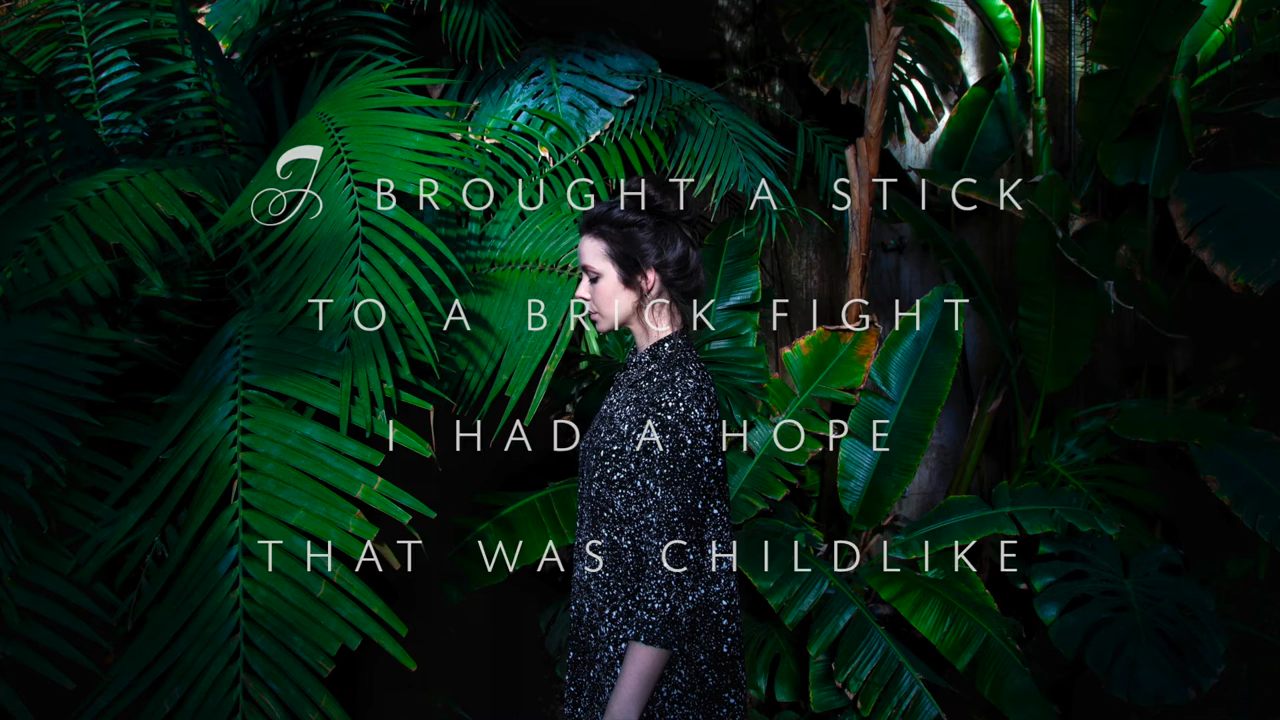 I BROUGHT A STICK
TO A BRICK FIGHT
I HAD A HOPE
THAT WAS CHILDLIKE